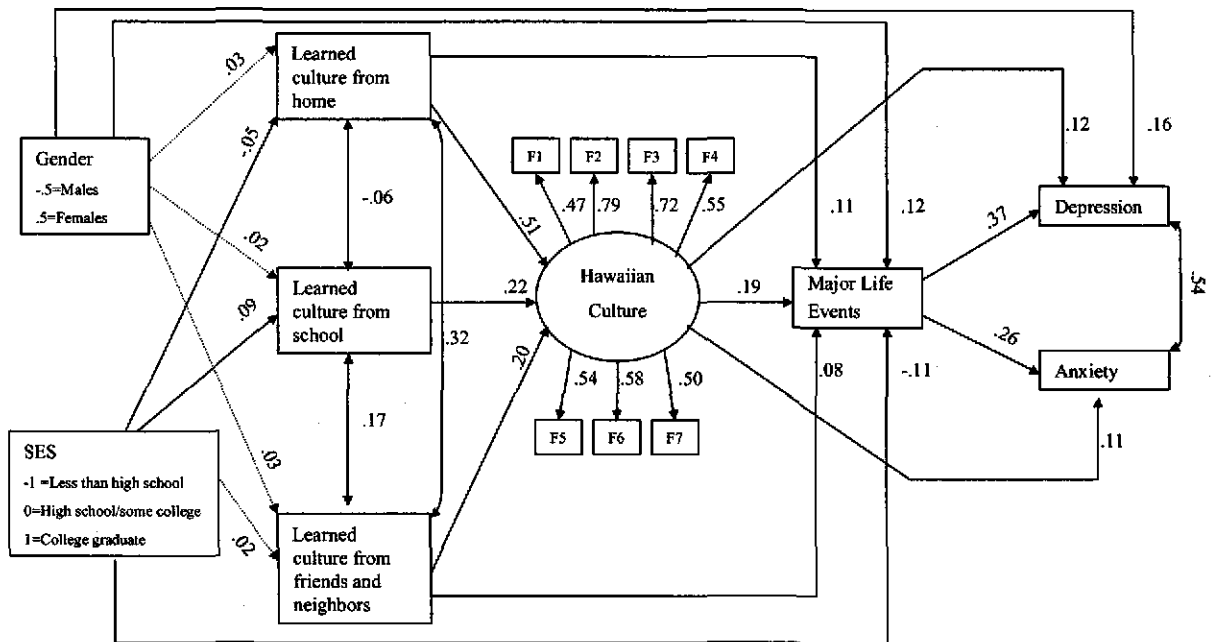 Learned
culture from
home
Gender
-.5=Males
.5=Females
.03
-.05
.02
.09
.03
.02
-.06
Learned
culture from
school
.17
.32
Learned
culture from
friends and
neighbors
SES
-1 =Less than high school
0=High school/some college
1=College graduate
.51
.22
.20
F1
F2
F3
F4
.47
.79
.72
.55
Hawaiian
Culture
.54
.58
.50
F5
F6
F7
.19
.11
.12
Major Life
Events
.08
-.11
.12
.16
.37
.26
Depression
.54
Anxiety
.11